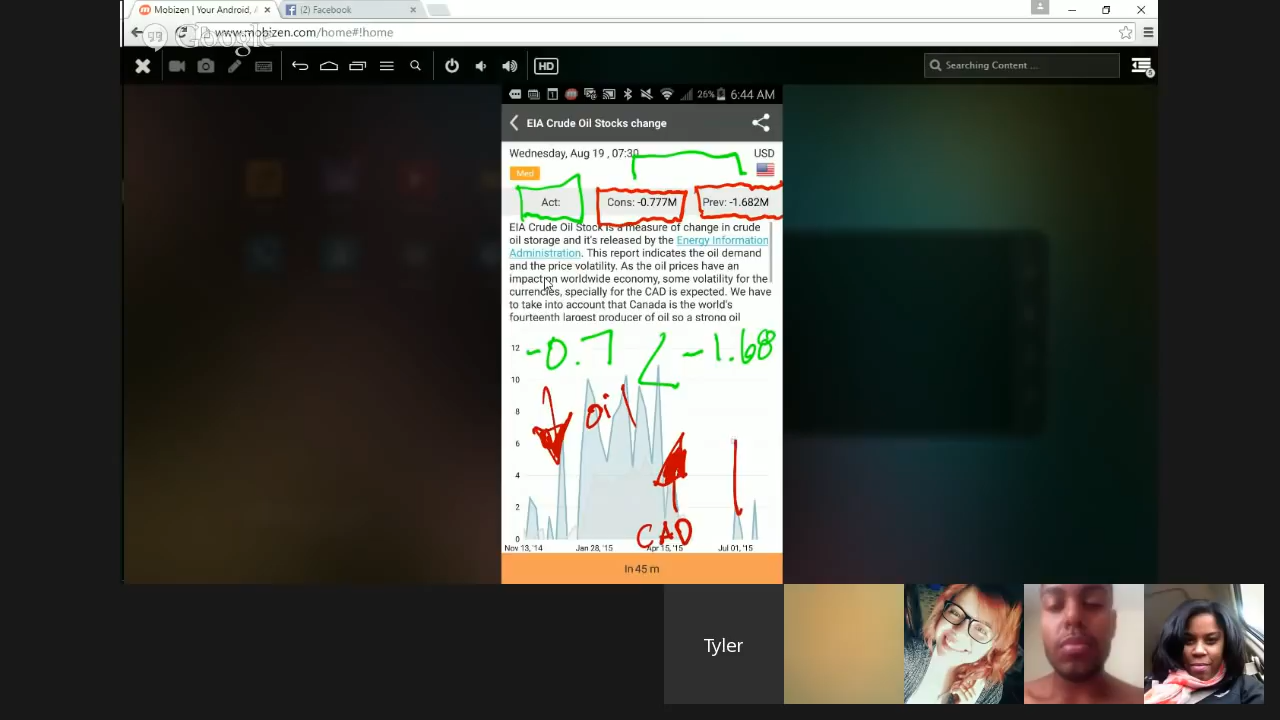 Mobizen | Your Android, A
(2) Facebook
Google
www.mobizen.com/home#!home
HD
Searching Content ...
5
26% 6:44 AM
EIA Crude Oil Stocks change
Wednesday, Aug 19 , 07:30
USD
Med
Act:
Cons: -0.777M
Prev: -1.682M
EIA Crude Oil Stock is a measure of change in crude
oil storage and it's released by the Energy Information
Administration. This report indicates the oil demand
and the price volatility. As the oil prices have an
impact on worldwide economy, some volatility for the
currencies, specially for the CAD is expected. We have
to take into account that Canada is the world's
fourteenth largest producer of oil so a strong oil
-0.7 < -1.68
oil
CAD
12
10
8
6
4
2
0
Nov 13, '14
Jan 28, '15
Apr 15, '15
Jul 01, '15
In 45 m
Tyler